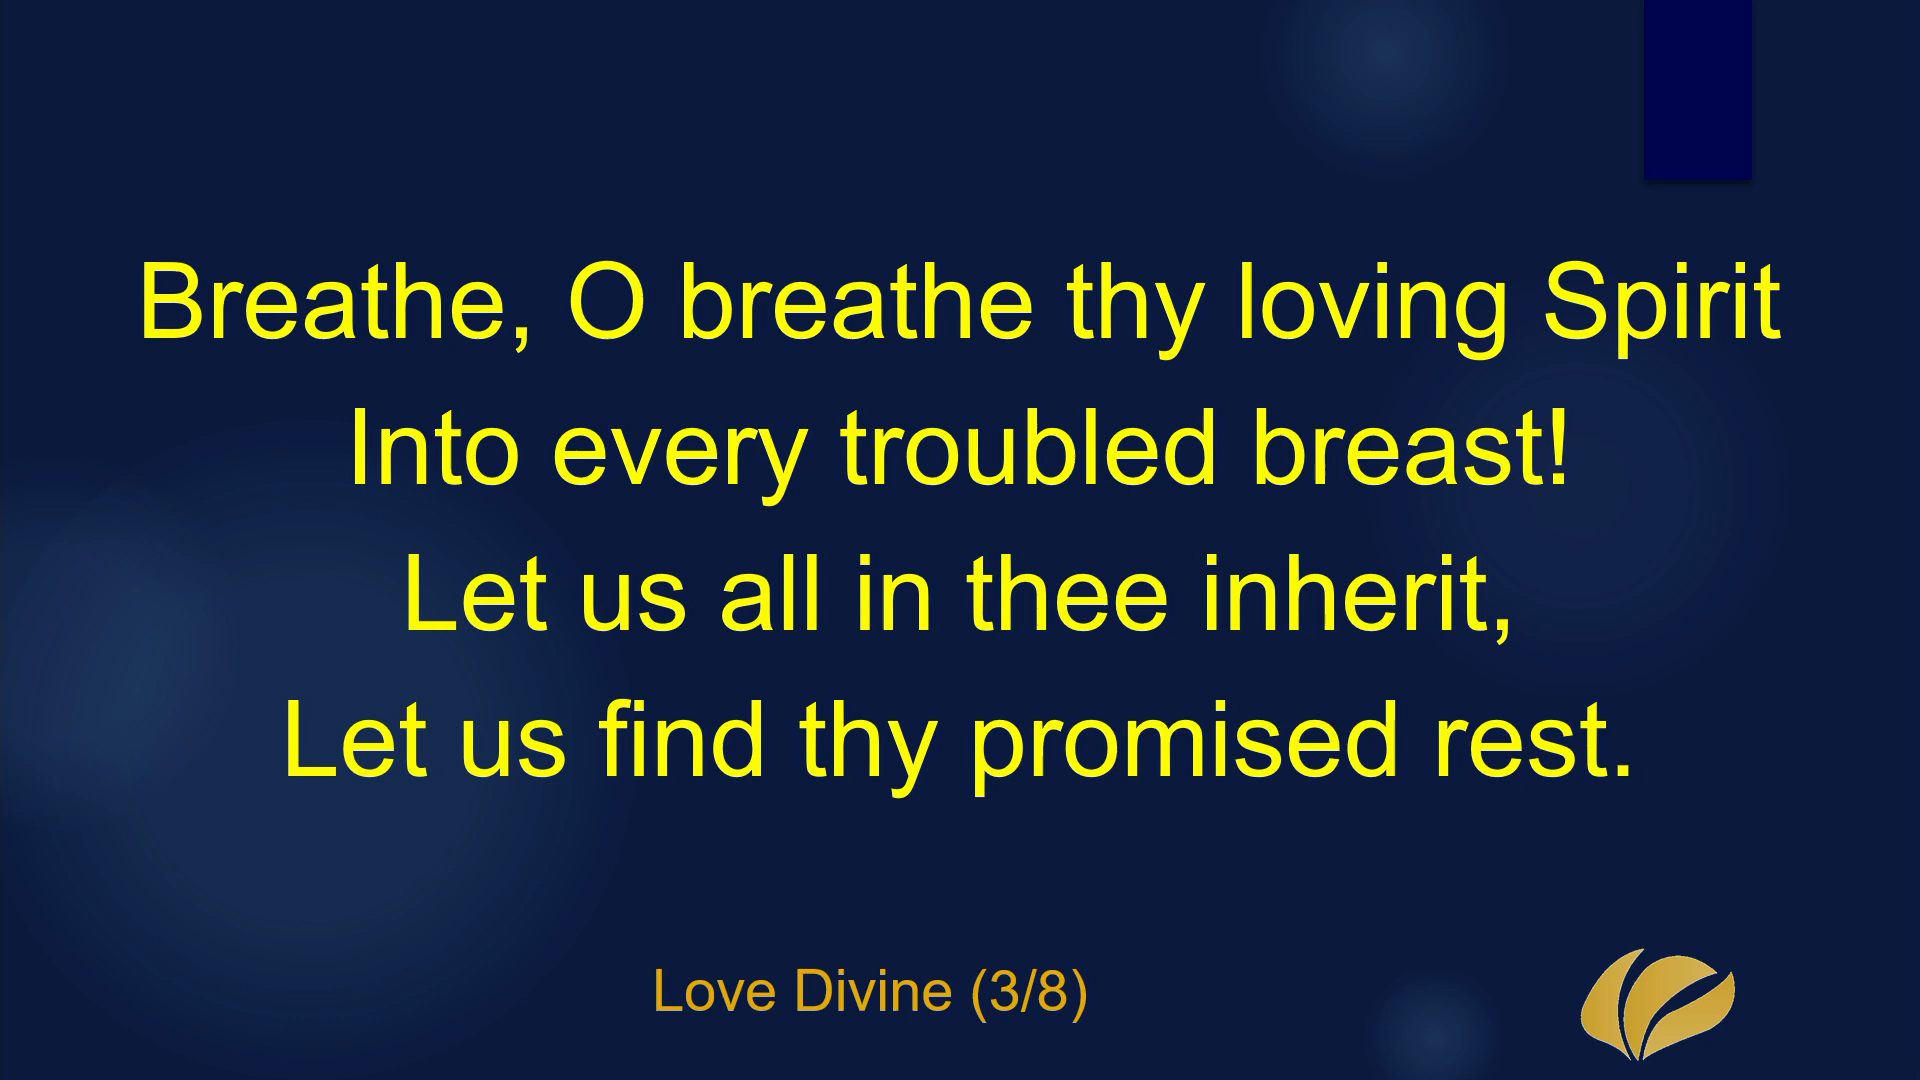 Breathe, O breathe thy loving Spirit
Into every troubled breast!
Let us all in thee inherit,
Let us find thy promised rest.
Love Divine (3/8)